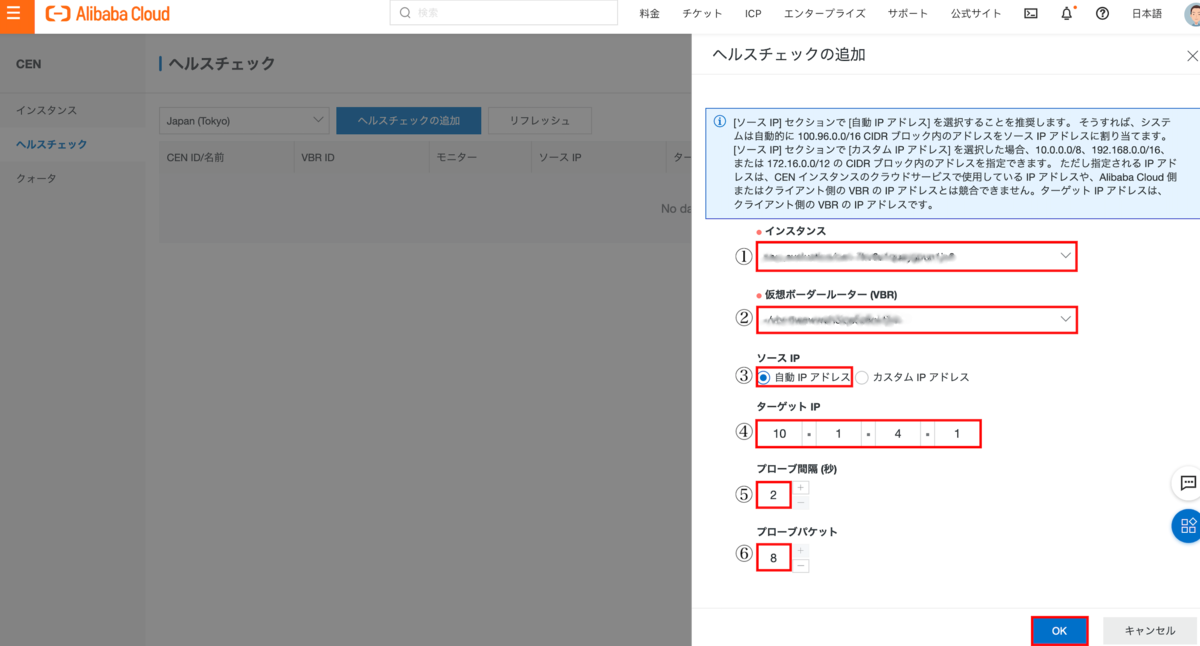 Alibaba Cloud
検索
料金 チケット ICP エンタープライズ サポート 公式サイト 日本語
CEN
インスタンス
ヘルスチェック
クォータ
ヘルスチェック
Japan (Tokyo) ヘルスチェックの追加 リフレッシュ
CEN ID/名前 VBR ID モニター ソース IP ター
No da
ヘルスチェックの追加
[ソース IP] セクションで [自動 IP アドレス] を選択することを推奨します。 そうすれば、システ
ムは自動的に 100.96.0.0/16 CIDR ブロック内のアドレスをソース IP アドレスに割り当てます。
[ソース IP] セクションで [カスタム IP アドレス] を選択した場合、10.0.0.0/8、192.168.0.0/16、
または 172.16.0.0/12 の CIDR ブロック内のアドレスを指定できます。 ただし指定される IP アド
レスは、CEN インスタンスのクラウドサービスで使用している IP アドレスや、Alibaba Cloud 側
またはクライアント側の VBR の IP アドレスとは競合できません。ターゲット IP アドレスは、
クライアント側の VBR の IP アドレスです。
インスタンス
①
仮想ボーダールーター (VBR)
②
ソース IP
③ 自動 IP アドレス カスタム IP アドレス
ターゲット IP
④ 10 . 1 . 4 . 1
プローブ間隔 (秒)
⑤ 2
プローブパケット
⑥ 8
OK キャンセル